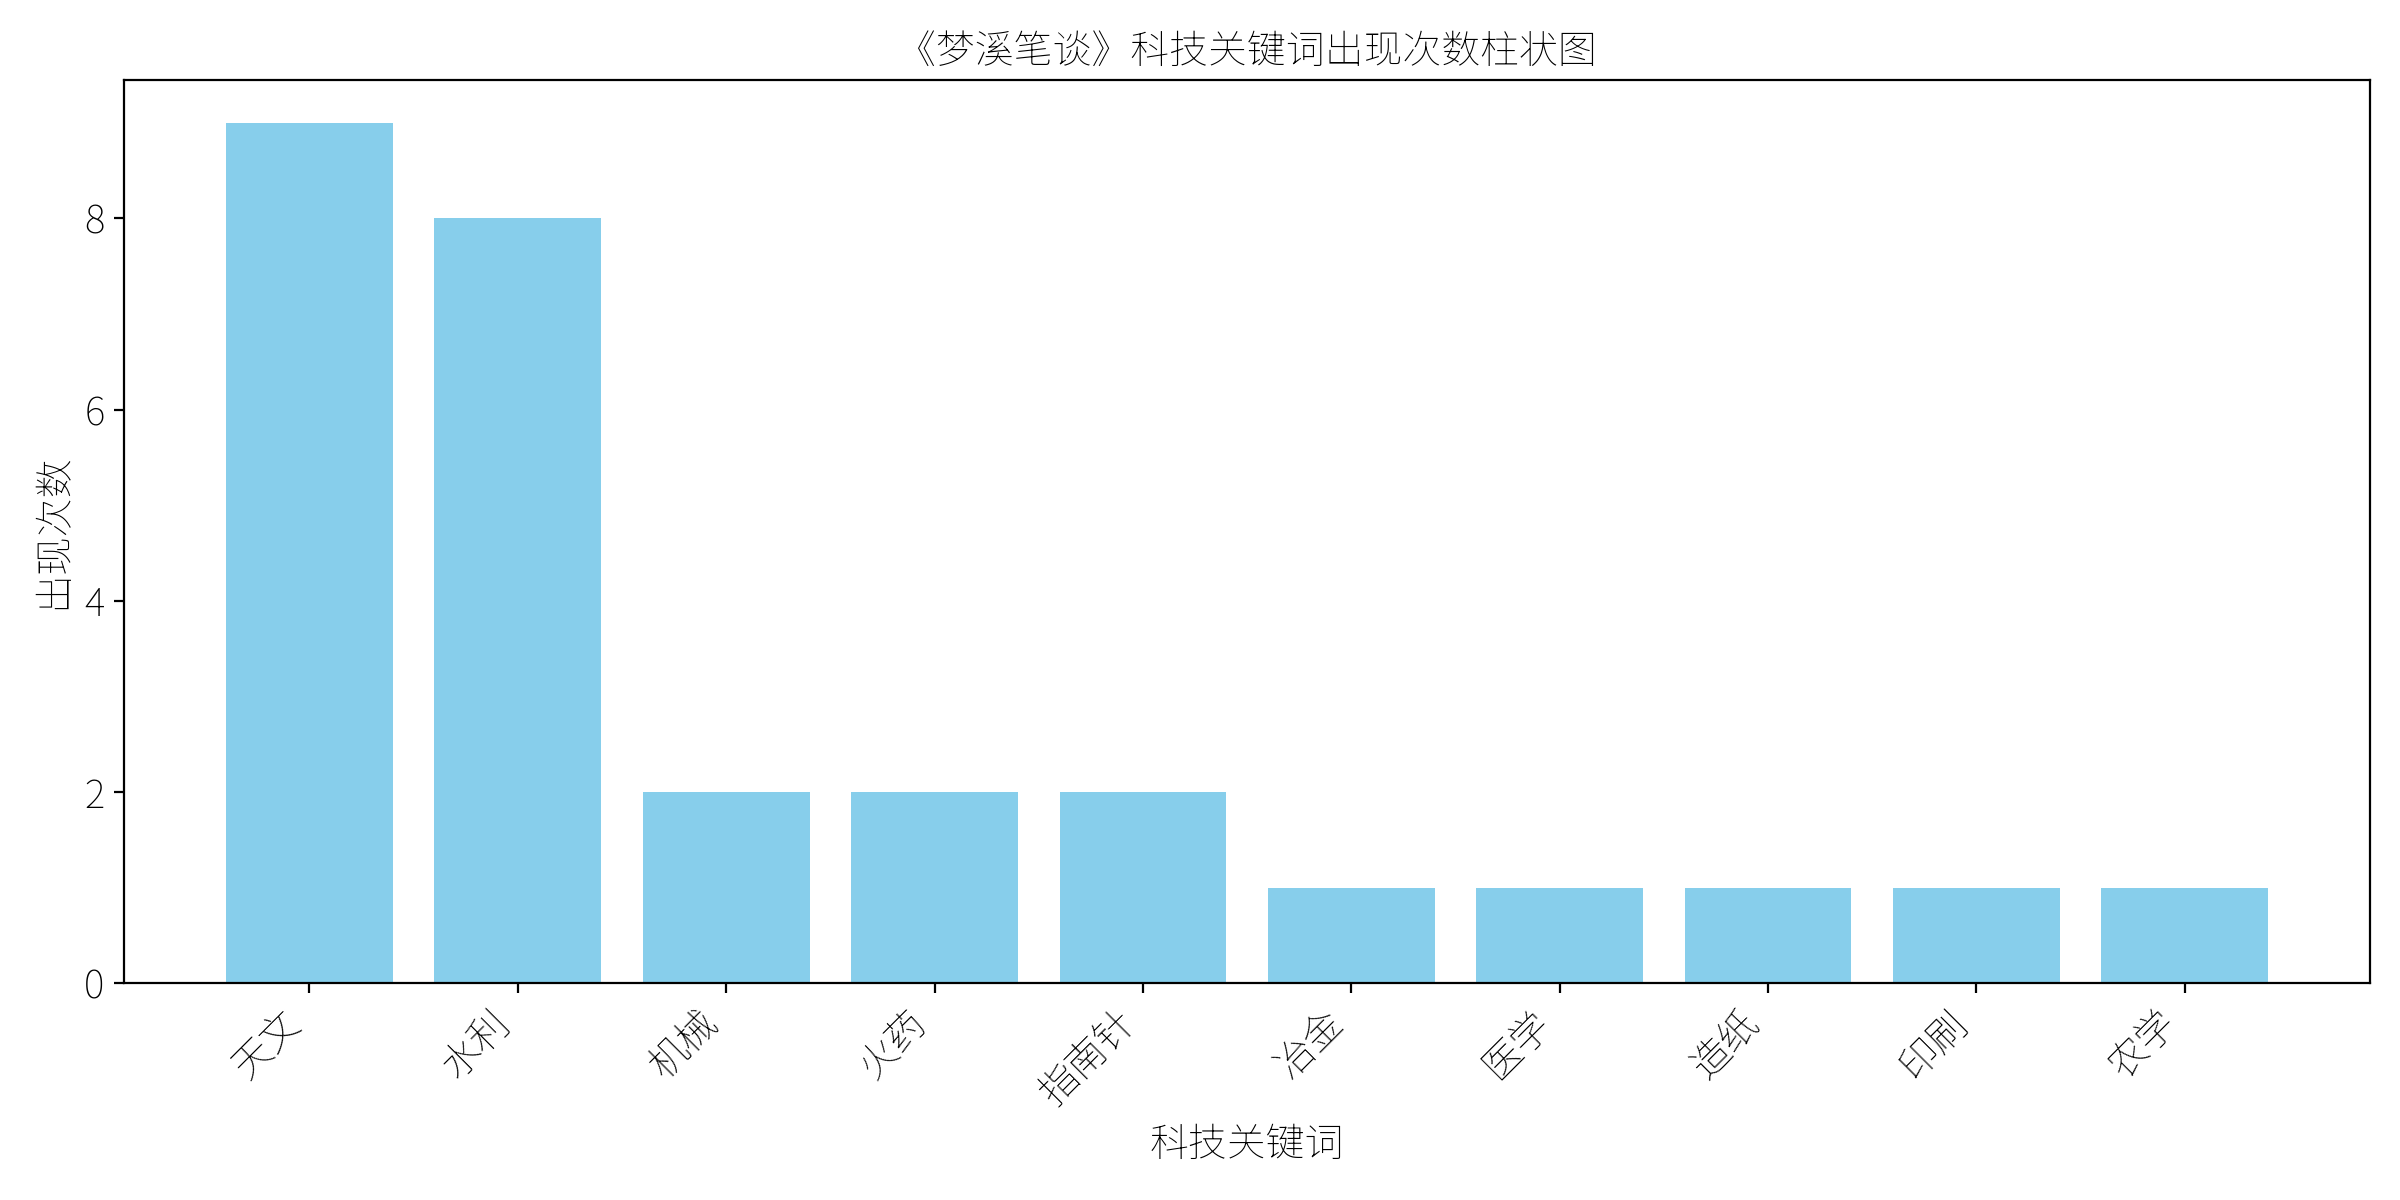 《梦溪笔谈》科技关键词出现次数柱状图
出现次数
8
6
4
2
0
天文
水利
机械
火药
指南针
冶金
医学
造纸
印刷
农学
科技关键词